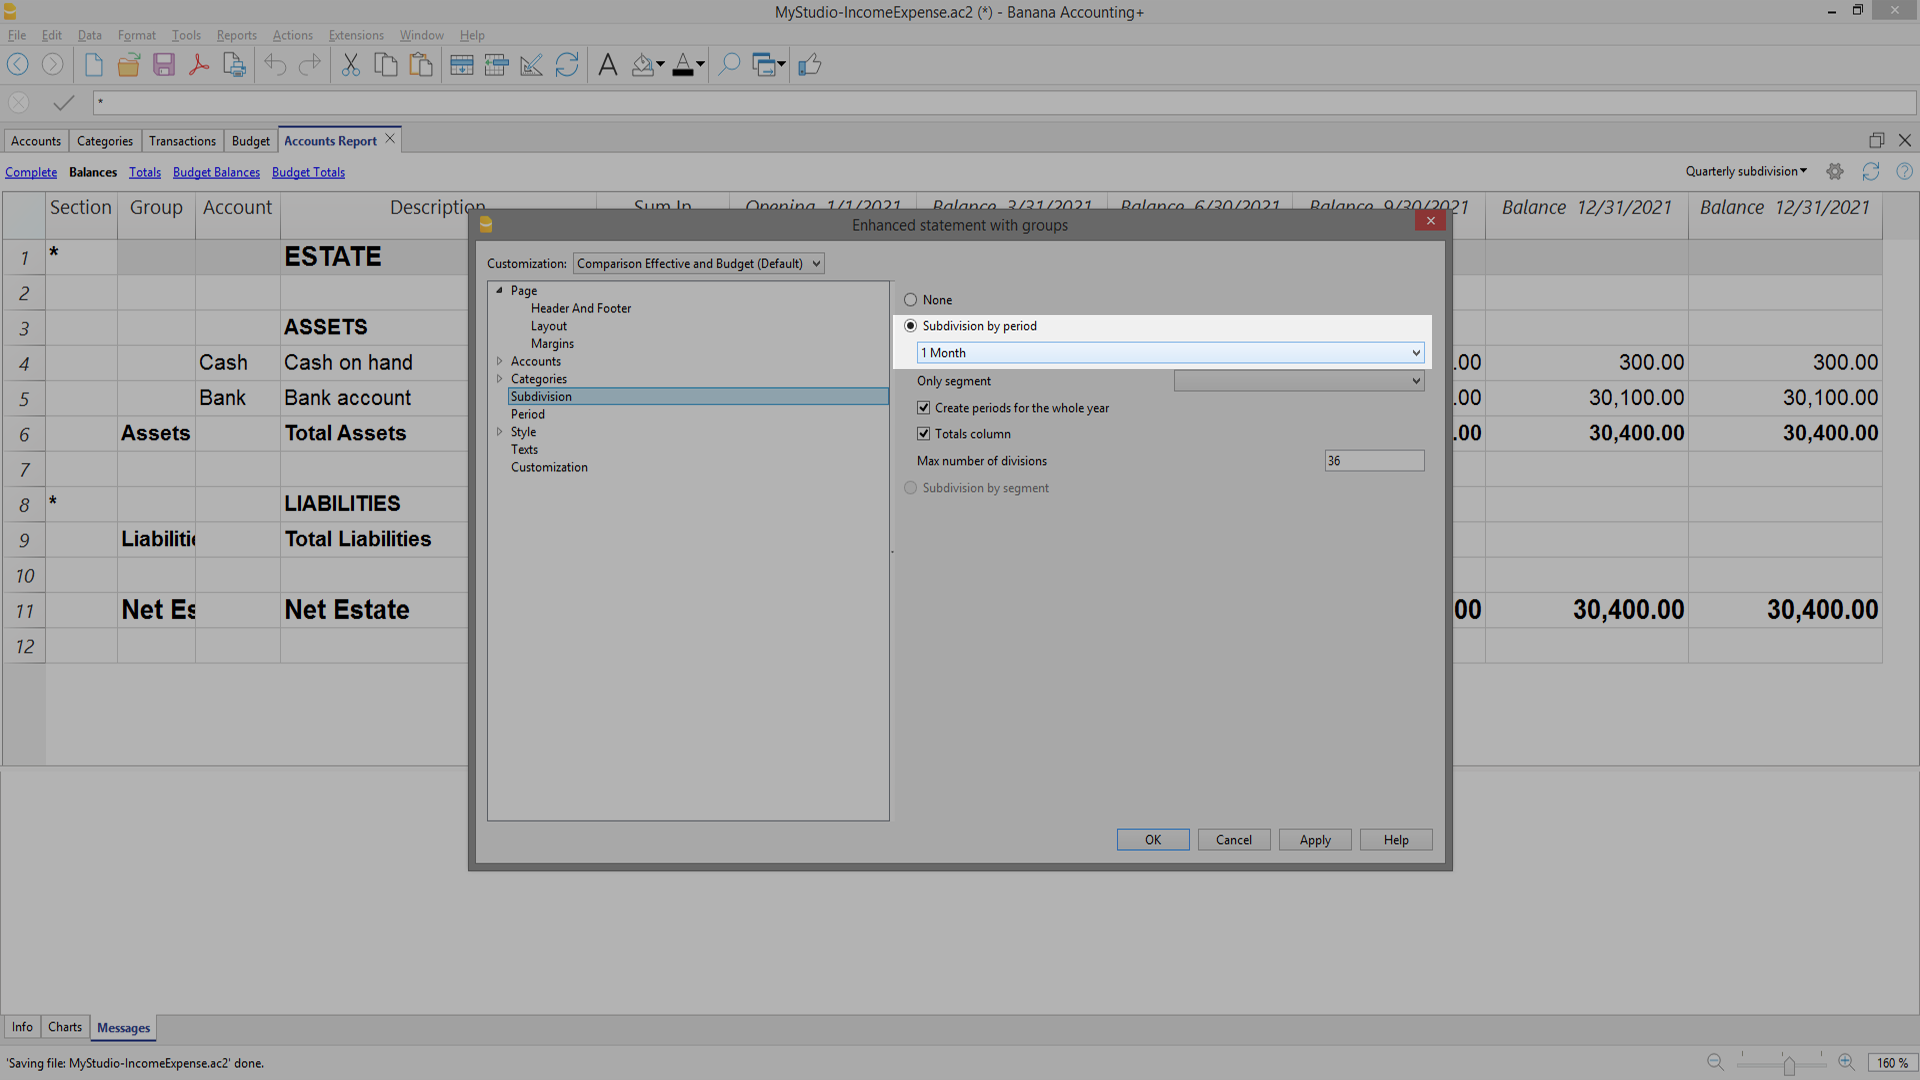 MyStudio-IncomeExpense.ac2 (*) - Banana Accounting+
File Edit Data Format Tools Reports Actions Extensions Window Help
*
Accounts Categories Transactions Budget Accounts Report
Complete Balances Totals Budget Balances Budget Totals Quarterly subdivision
Section Group Account Description Sum In Opening 1/1/2021 Balance 3/31/2021 Balance 6/30/2021 Balance 9/30/2021 Balance 12/31/2021 Balance 12/31/2021
1 * ESTATE
2
3 ASSETS
4 Cash Cash on hand .00 300.00 300.00
5 Bank Bank account .00 30,100.00 30,100.00
6 Assets Total Assets .00 30,400.00 30,400.00
7
8 * LIABILITIES
9 Liabiliti Total Liabilities
10
11 Net Es Net Estate 00 30,400.00 30,400.00
12
Enhanced statement with groups
Customization: Comparison Effective and Budget (Default)
Page
Header And Footer
Layout
Margins
Accounts
Categories
Subdivision
Period
Style
Texts
Customization
None
Subdivision by period
1 Month
Only segment
Create periods for the whole year
Totals column
Max number of divisions 36
Subdivision by segment
OK Cancel Apply Help
Info Charts Messages
'Saving file: MyStudio-IncomeExpense.ac2' done.
160 %